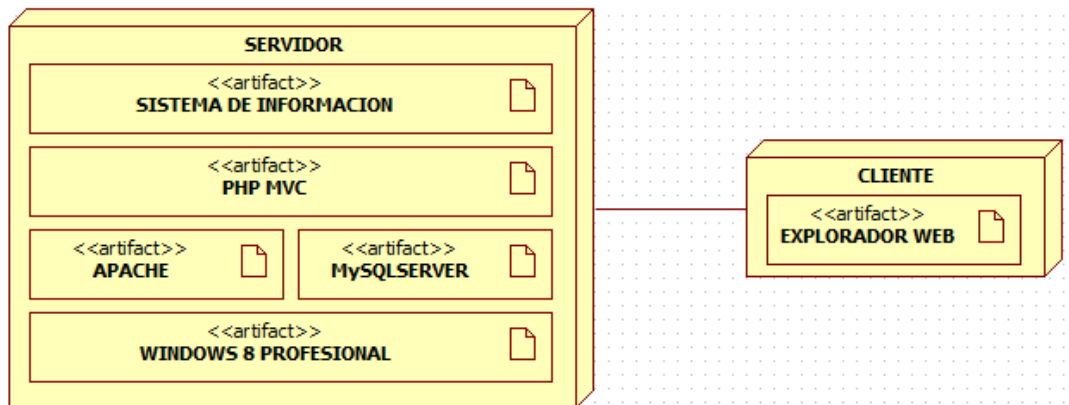 SERVIDOR
<<artifact>>
SISTEMA DE INFORMACION
<<artifact>>
PHP MVC
<<artifact>>
APACHE
<<artifact>>
MySQLSERVER
<<artifact>>
WINDOWS 8 PROFESIONAL
CLIENTE
<<artifact>>
EXPLORADOR WEB